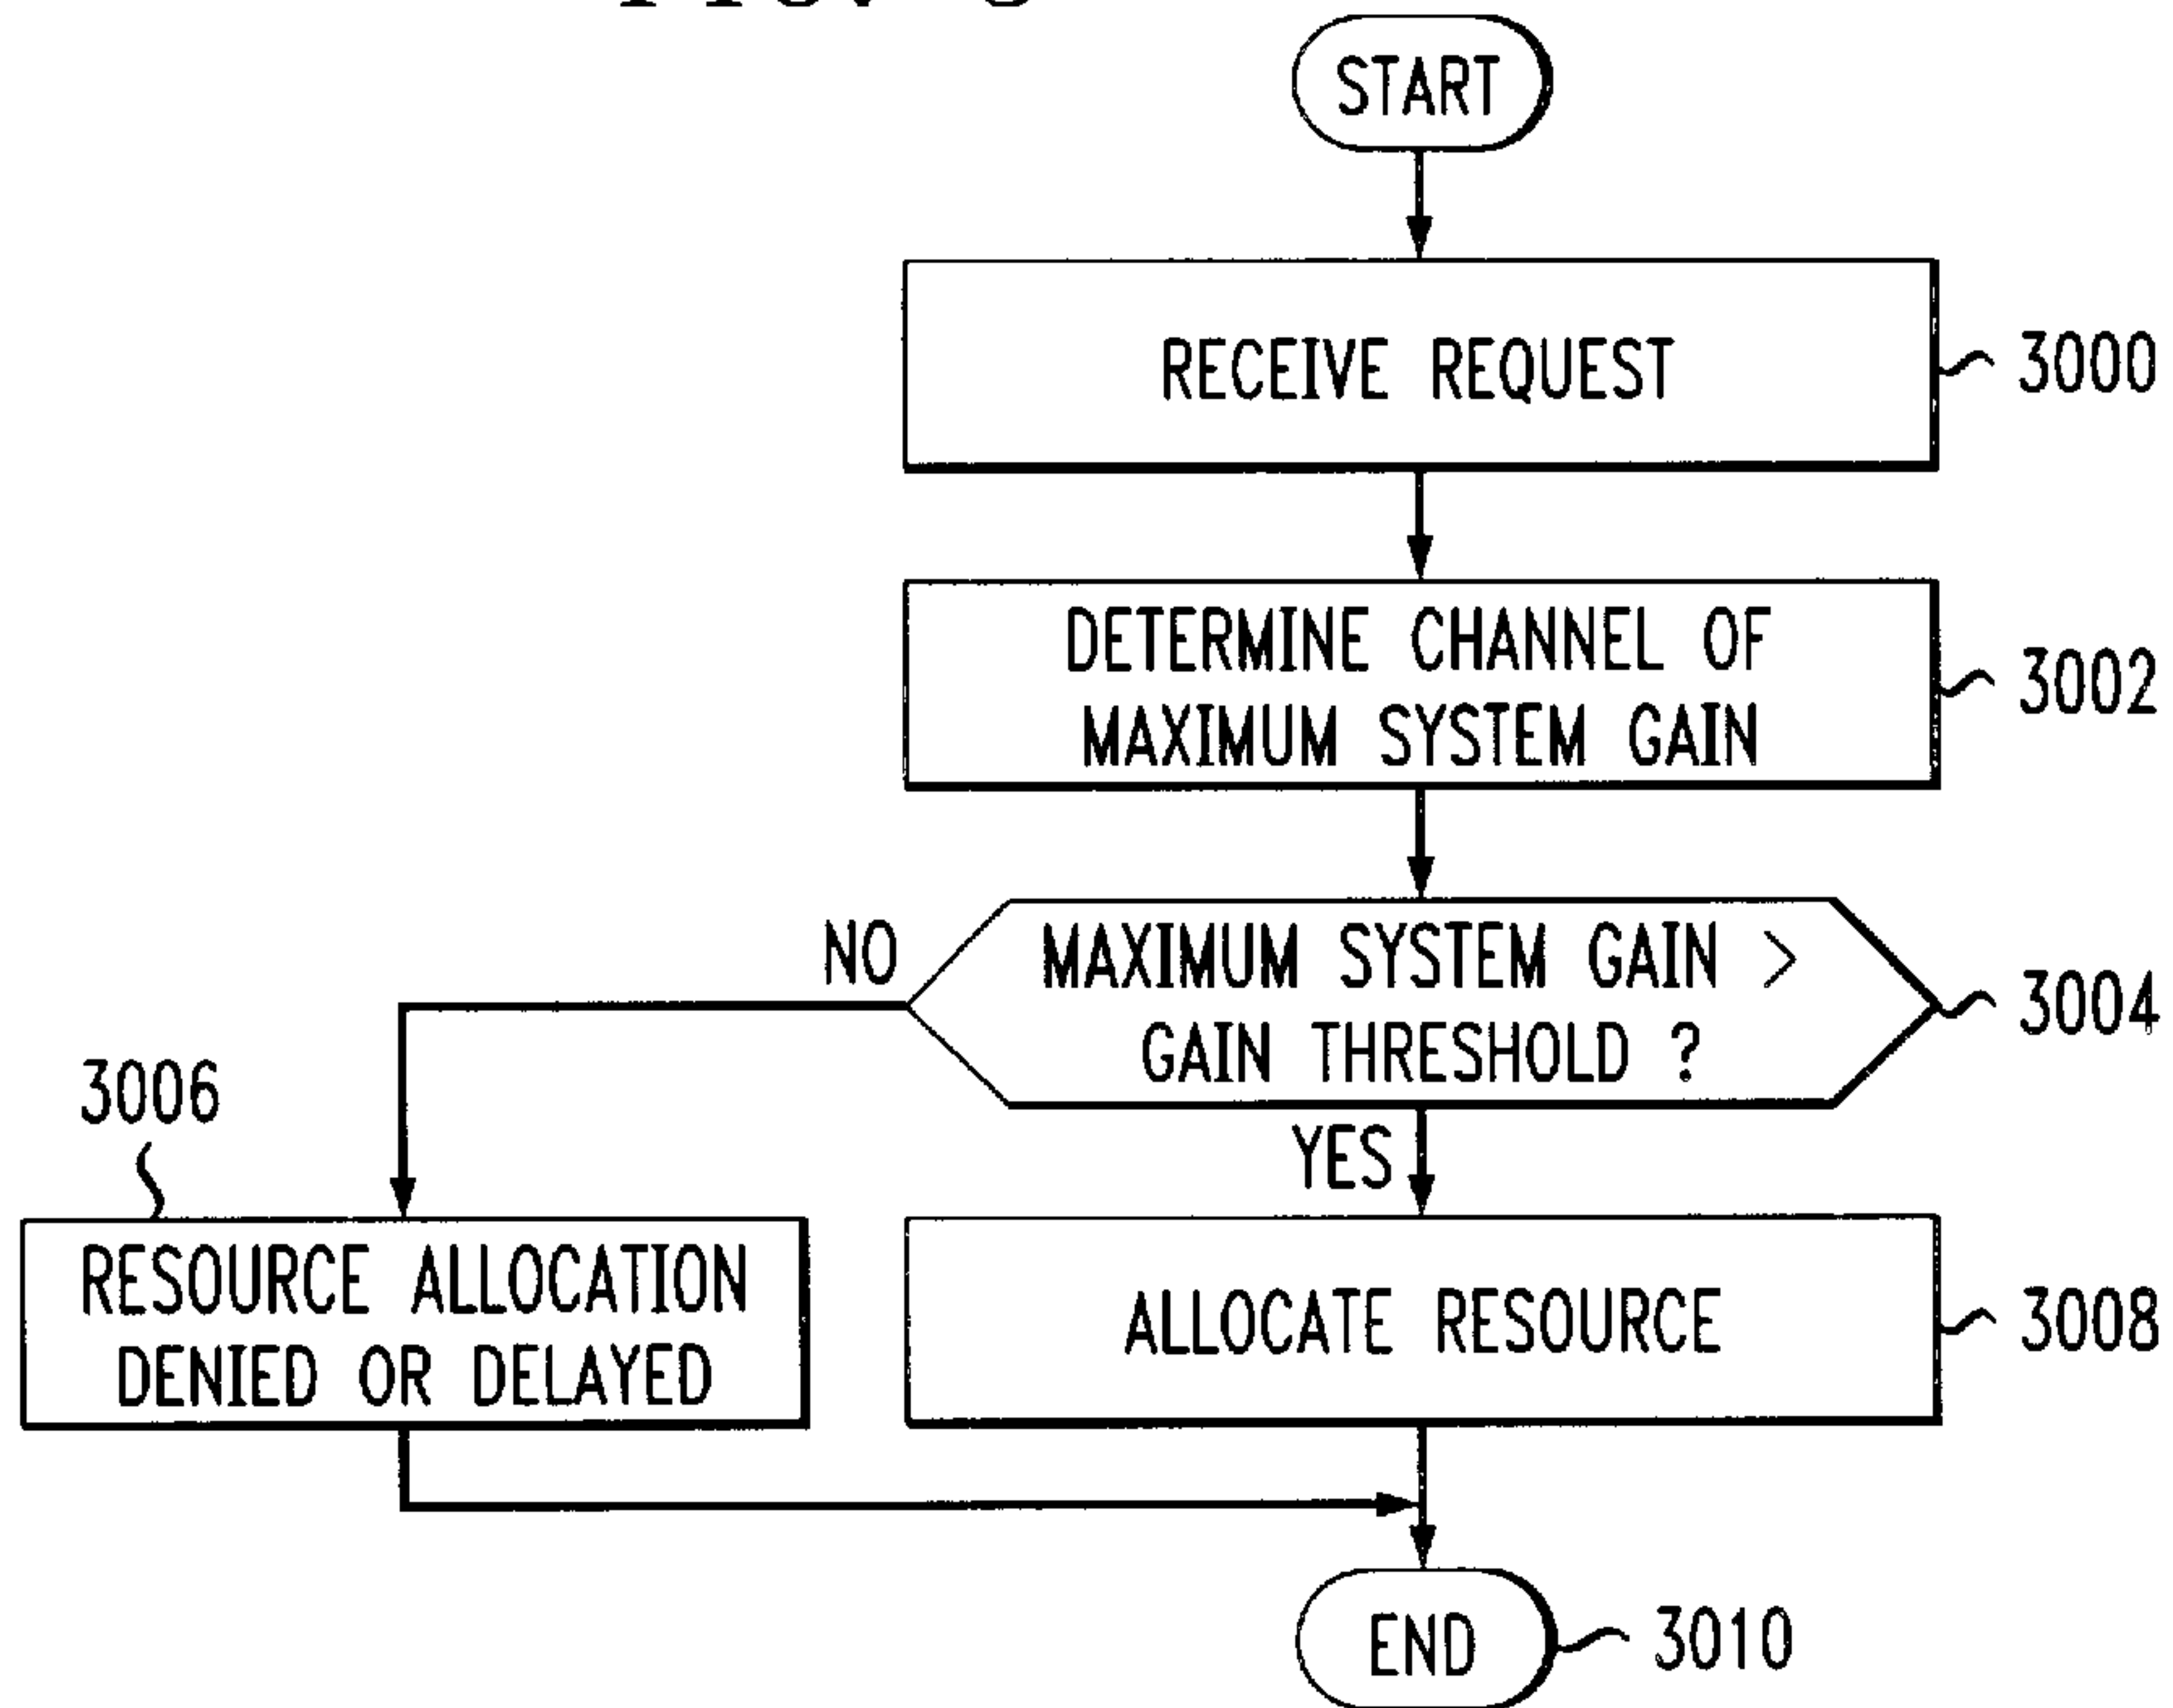 START
RECEIVE REQUEST
3000
DETERMINE CHANNEL OF
MAXIMUM SYSTEM GAIN
3002
NO
MAXIMUM SYSTEM GAIN >
GAIN THRESHOLD ?
3004
3006
YES
RESOURCE ALLOCATION
DENIED OR DELAYED
ALLOCATE RESOURCE
3008
END
3010